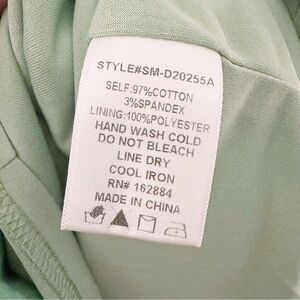 STYLE#SM-D20255A
SELF:97%COTTON
3%SPANDEX
LINING:100%POLYESTER
HAND WASH COLD
DO NOT BLEACH
LINE DRY
COOL IRON
RN# 162884
MADE IN CHINA